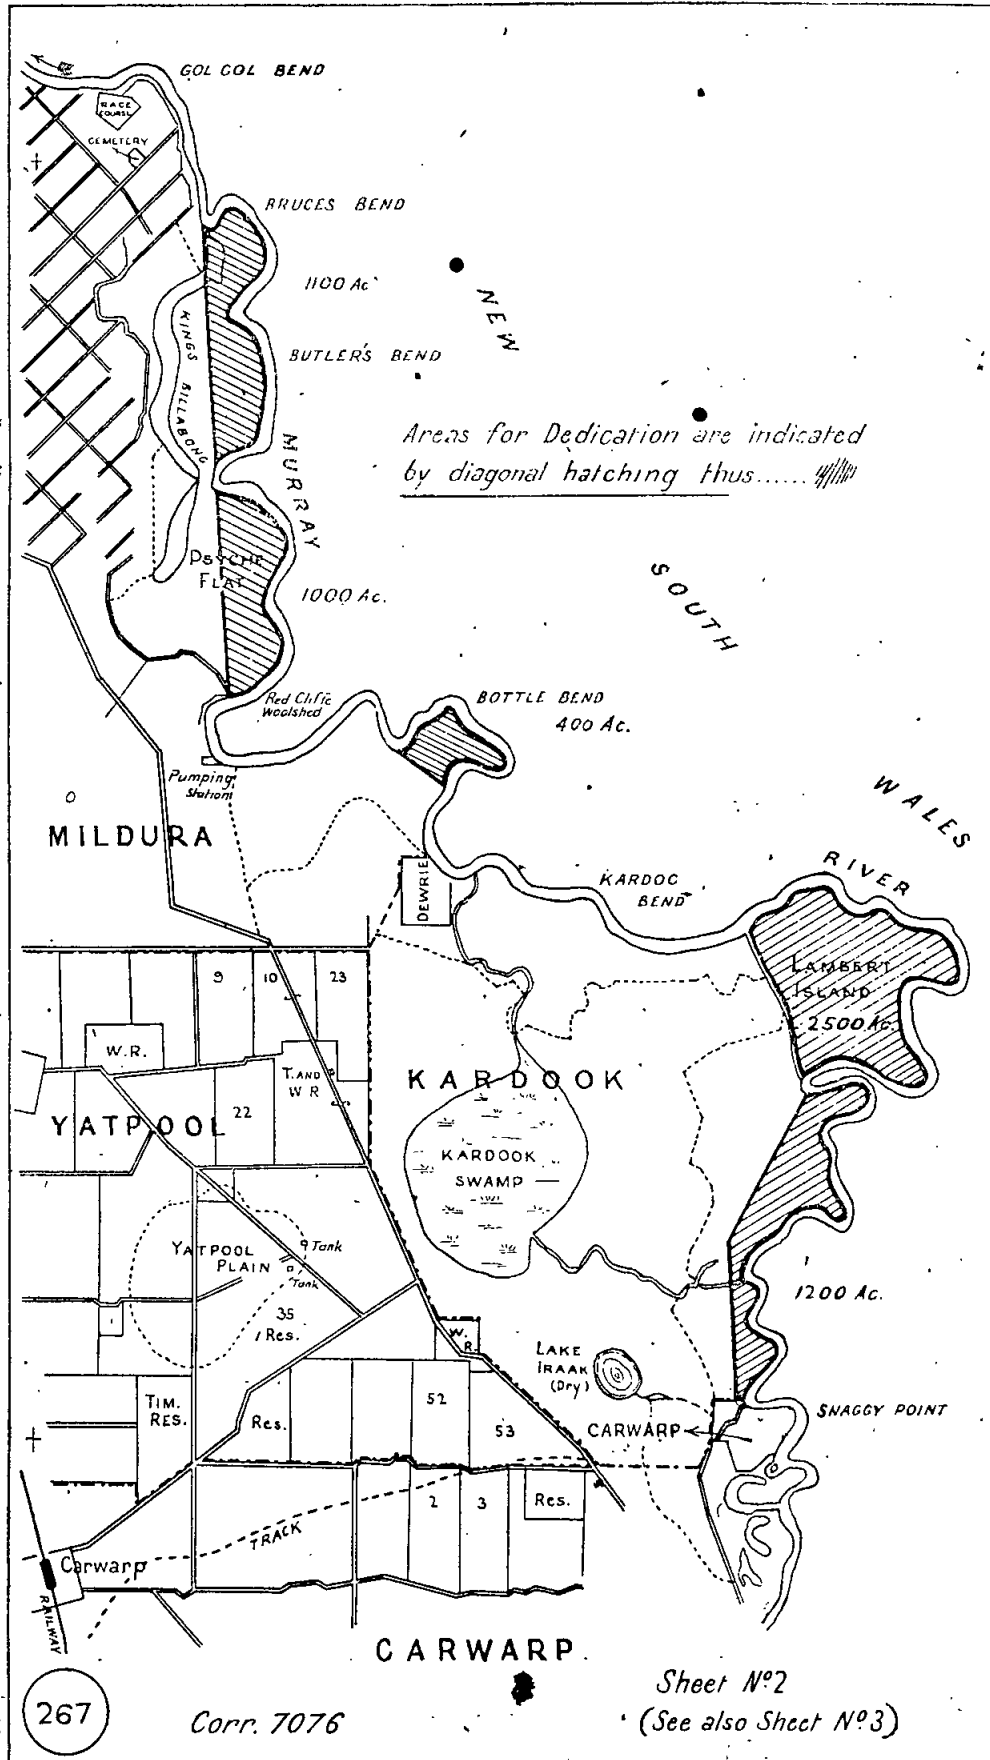 GOL GOL BEND
RACE
COURSE
CEMETERY
BRUCES BEND
1100 Ac
NEW
KINGS BILLABONG
BUTLER'S BEND
MURRAY
Areas for Dedication are indicated
by diagonal hatching thus......
PSYCHE
FLAT
1000 Ac.
SOUTH
Red Cliffs
Woolshed
BOTTLE BEND
400 Ac.
Pumping
Station
WALES
MILDURA
RIVER
DEWRIE
KARDOC
BEND
LAMBERT
ISLAND
2500 Ac.
9
10
23
W.R.
T. AND
W R
KARDOOK
22
YATPOOL
KARDOOK
SWAMP
YATPOOL
PLAIN
Tank
Tank
1200 Ac.
35
1 Res.
W.
R.
LAKE
IRAAK
(Dry)
TIM.
RES.
Res.
52
53
CARWARP
SNAGGY POINT
2
3
Res.
TRACK
Carwarp
RAILWAY
CARWARP
Sheet Nº2
(See also Sheet Nº3)
267
Corr. 7076